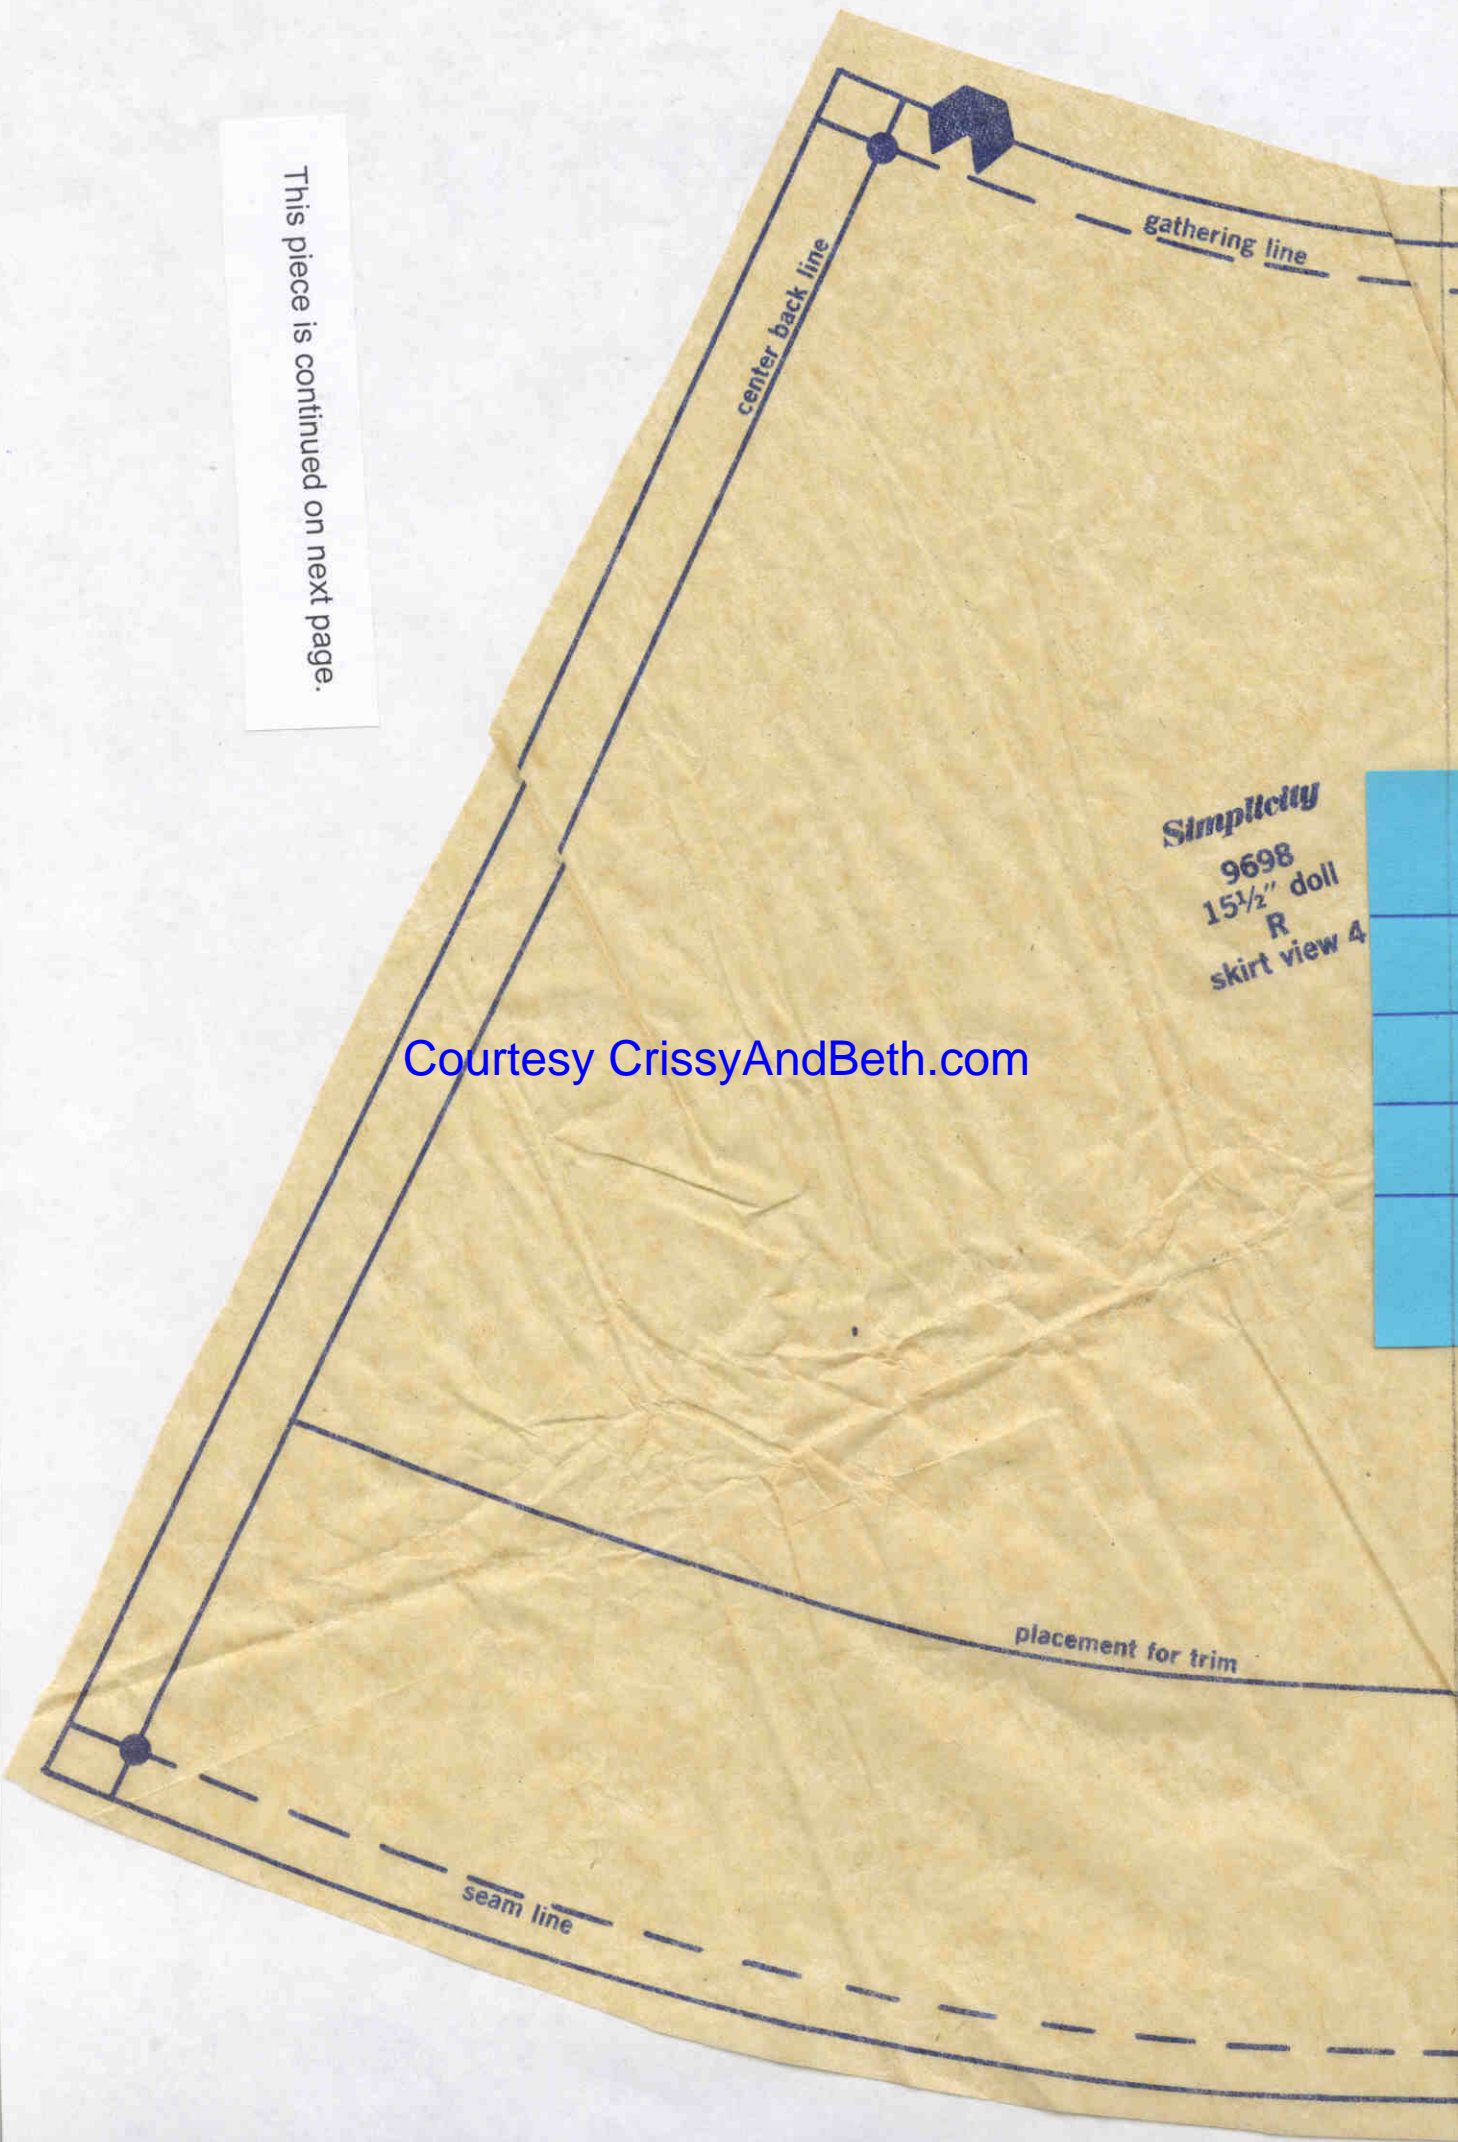 gathering line
center back line
This piece is continued on next page.
Simplicity
9698
15½" doll
R
skirt view 4
Courtesy CrissyAndBeth.com
placement for trim
seam line